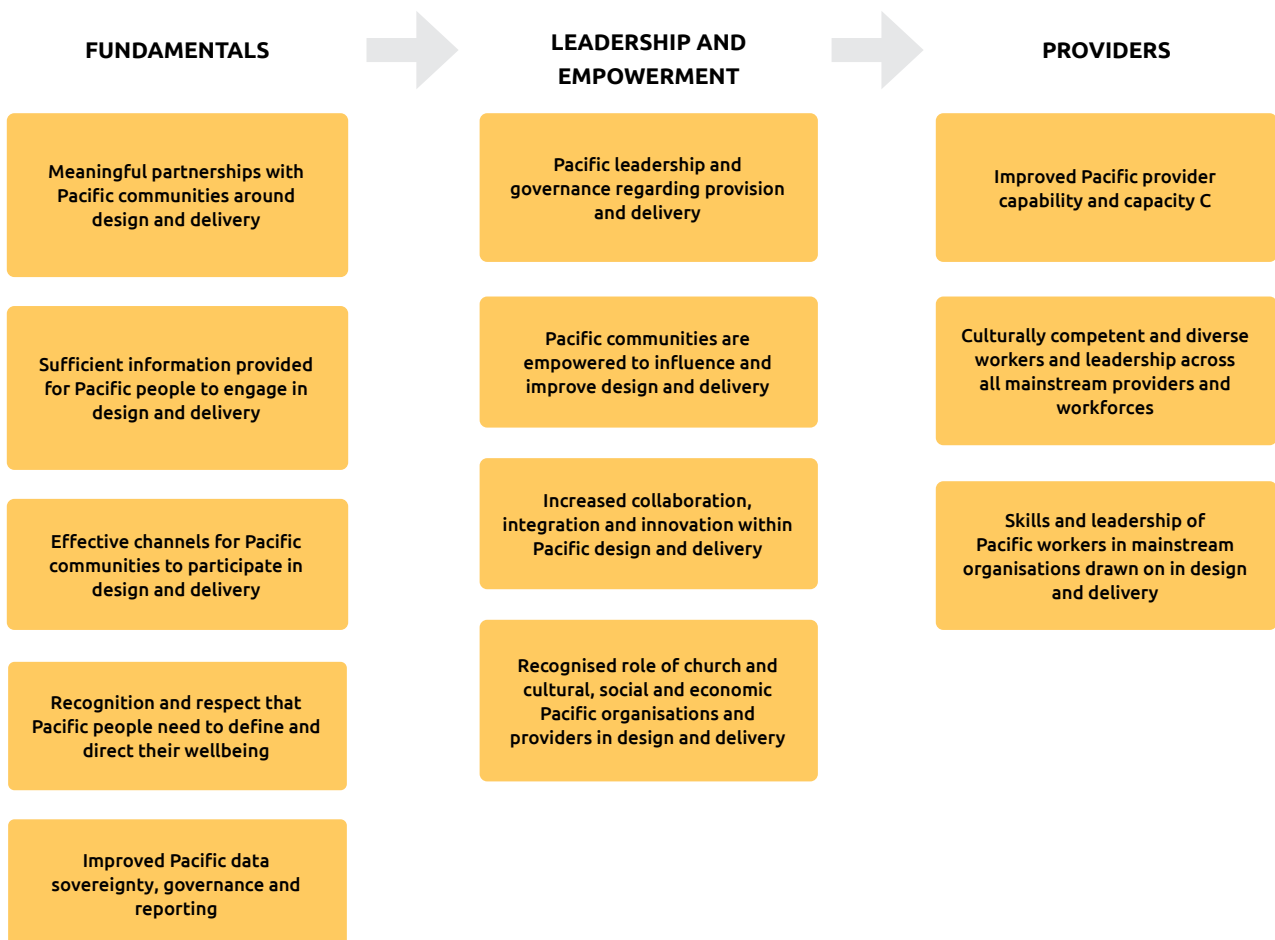 FUNDAMENTALS
Meaningful partnerships with
Pacific communities around
design and delivery
Sufficient information provided
for Pacific people to engage in
design and delivery
Effective channels for Pacific
communities to participate in
design and delivery
Recognition and respect that
Pacific people need to define and
direct their wellbeing
Improved Pacific data
sovereignty, governance and
reporting
LEADERSHIP AND
EMPOWERMENT
Pacific leadership and
governance regarding provision
and delivery
Pacific communities are
empowered to influence and
improve design and delivery
Increased collaboration,
integration and innovation within
Pacific design and delivery
Recognised role of church and
cultural, social and economic
Pacific organisations and
providers in design and delivery
PROVIDERS
Improved Pacific provider
capability and capacity C
Culturally competent and diverse
workers and leadership across
all mainstream providers and
workforces
Skills and leadership of
Pacific workers in mainstream
organisations drawn on in design
and delivery